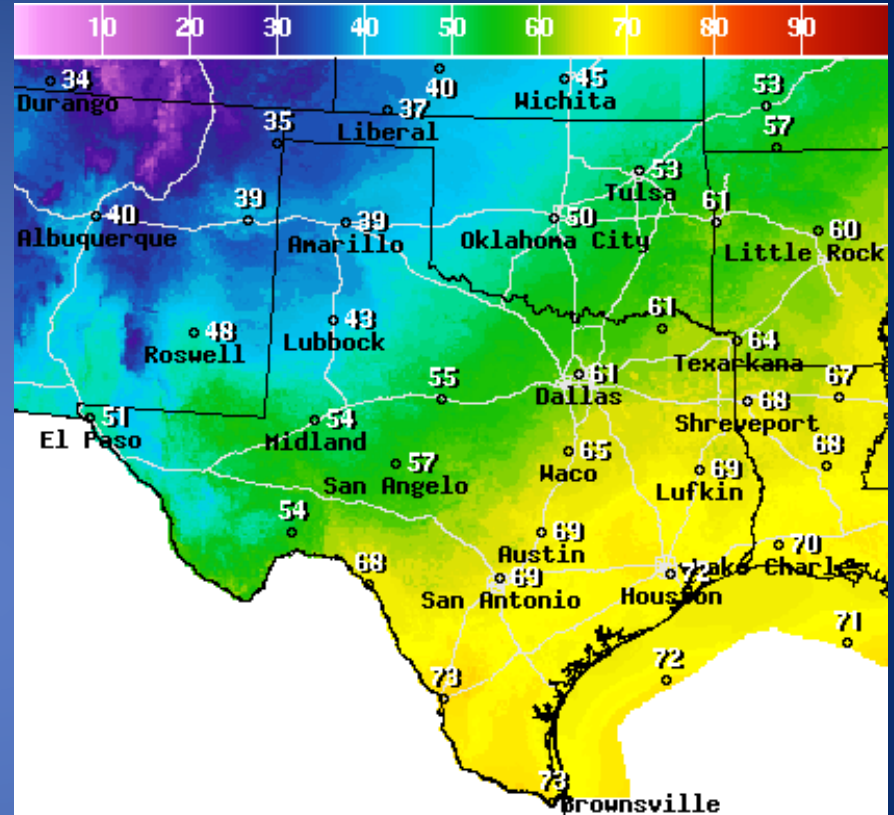 10 20 30 40 50 60 70 80 90
34
Durango
37
Liberal
40
45
Wichita
53
57
35
53
Tulsa
40
Albuquerque
39
39
Amarillo
50
Oklahoma City
61
60
Little Rock
48
Roswell
43
Lubbock
61
64
Texarkana
61
Dallas
55
67
68
Shreveport
51
El Paso
54
Midland
57
San Angelo
65
Waco
69
Lufkin
68
54
69
Austin
70
Lake Charles
68
69
San Antonio
72
Houston
71
72
73
73
Brownsville